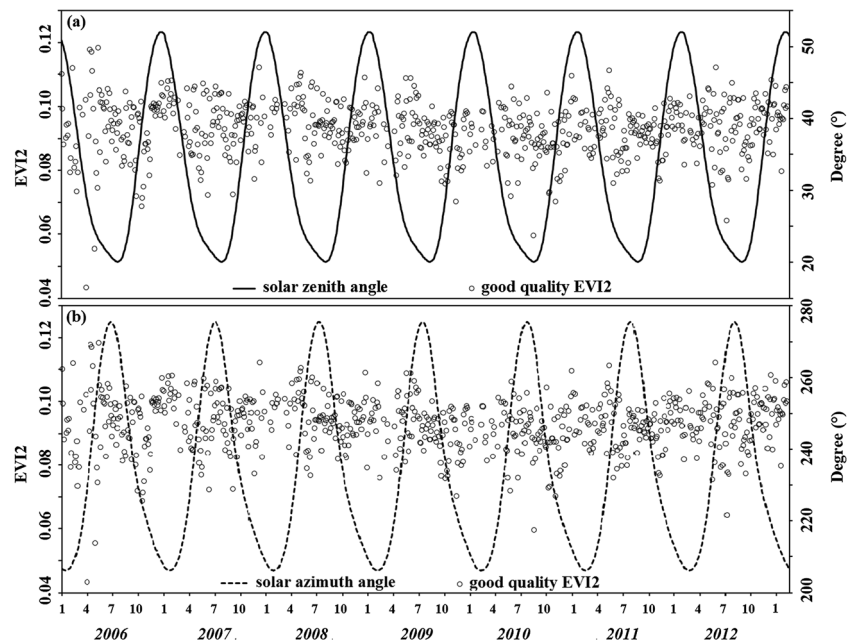 (a)
0.12
0.10
0.08
0.06
0.04
EVI2
50
40
30
20
Degree (°)
solar zenith angle
good quality EVI2
(b)
0.12
0.10
0.08
0.06
0.04
EVI2
280
260
240
220
200
Degree (°)
solar azimuth angle
good quality EVI2
1 4 7 10 1 4 7 10 1 4 7 10 1 4 7 10 1 4 7 10 1 4 7 10 1 4 7 10 1
2006 2007 2008 2009 2010 2011 2012